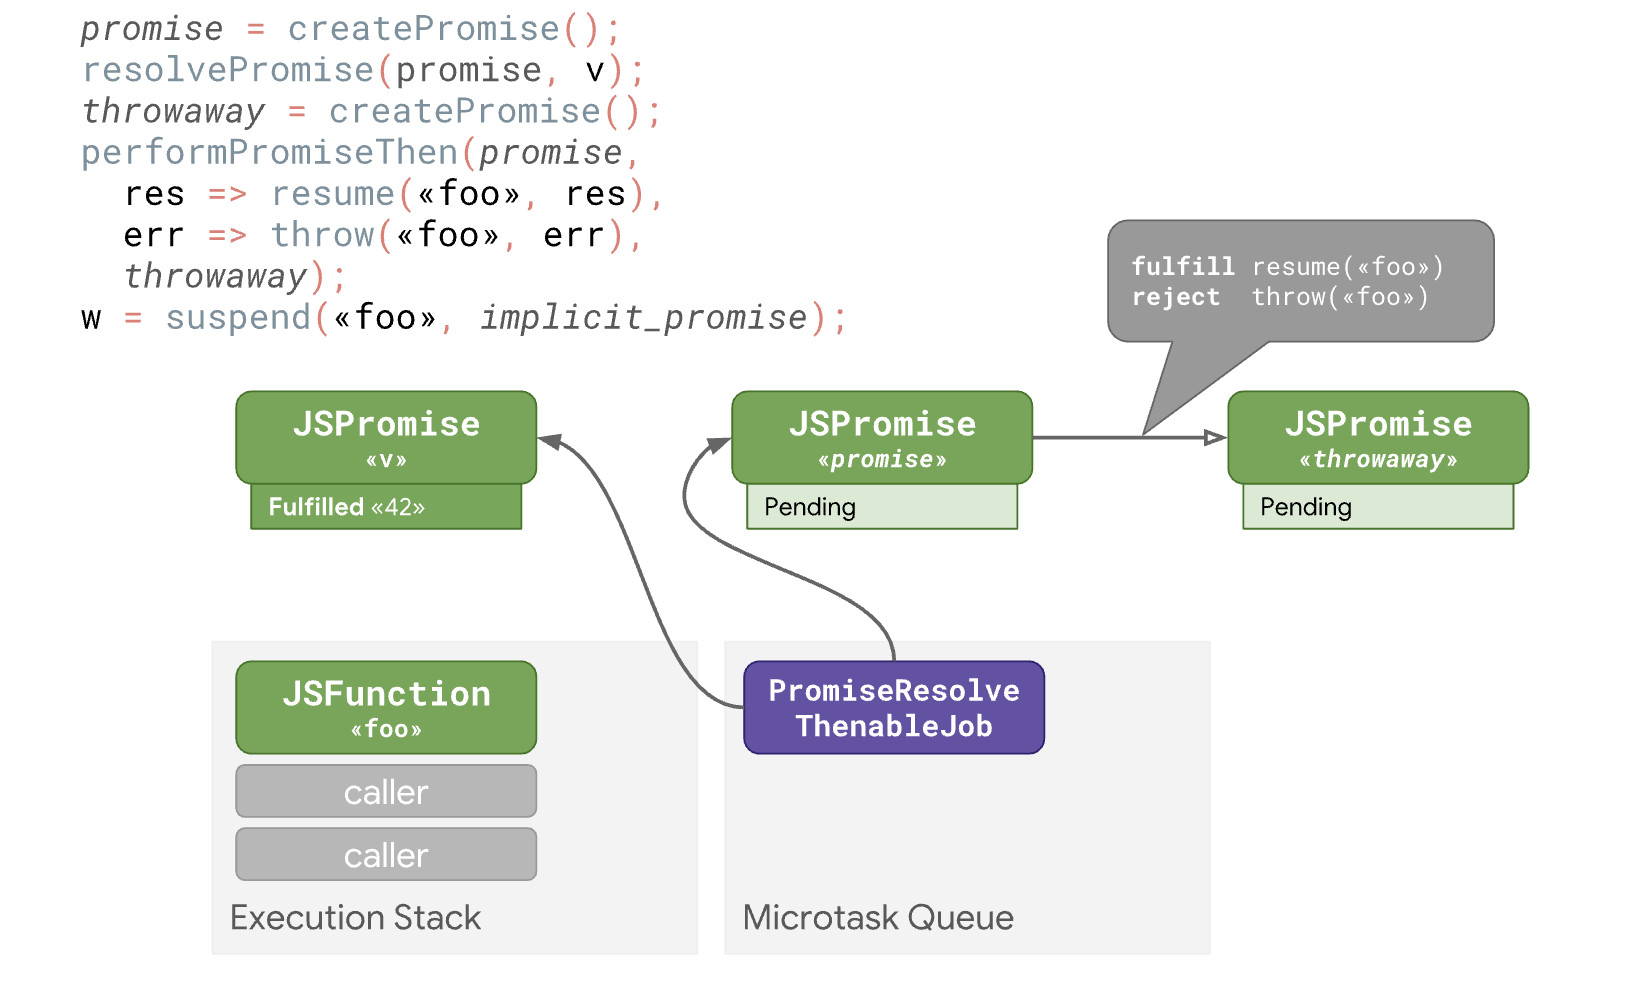 promise = createPromise();
resolvePromise(promise, v);
throwaway = createPromise();
performPromiseThen(promise,
  res => resume(«foo», res),
  err => throw(«foo», err),
  throwaway);
w = suspend(«foo», implicit_promise);
fulfill resume(«foo»)
reject  throw(«foo»)
JSPromise
«v»
Fulfilled «42»
JSPromise
«promise»
Pending
JSPromise
«throwaway»
Pending
JSFunction
«foo»
caller
caller
Execution Stack
PromiseResolve
ThenableJob
Microtask Queue